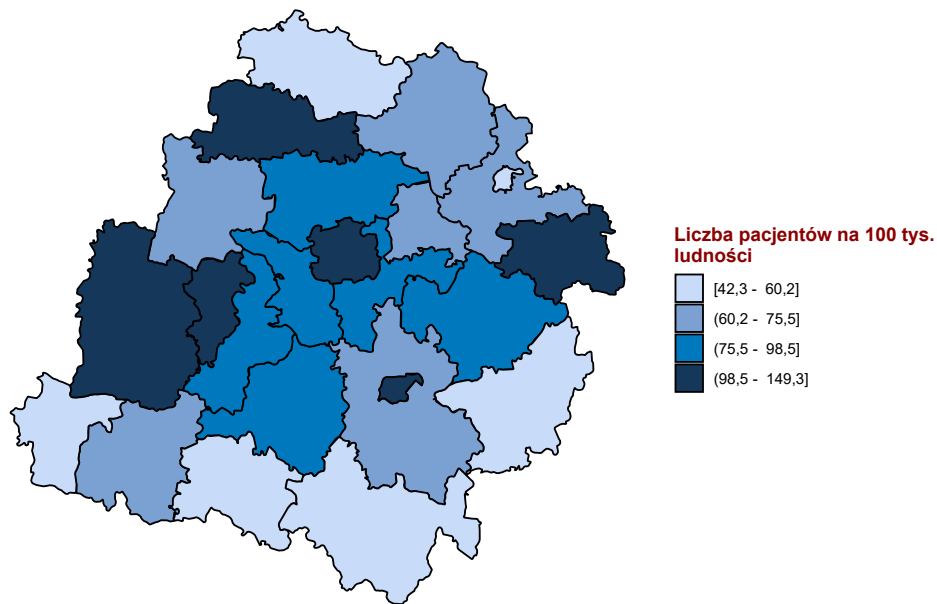 Liczba pacjentów na 100 tys.
ludności
[42,3 - 60,2]
(60,2 - 75,5]
(75,5 - 98,5]
(98,5 - 149,3]